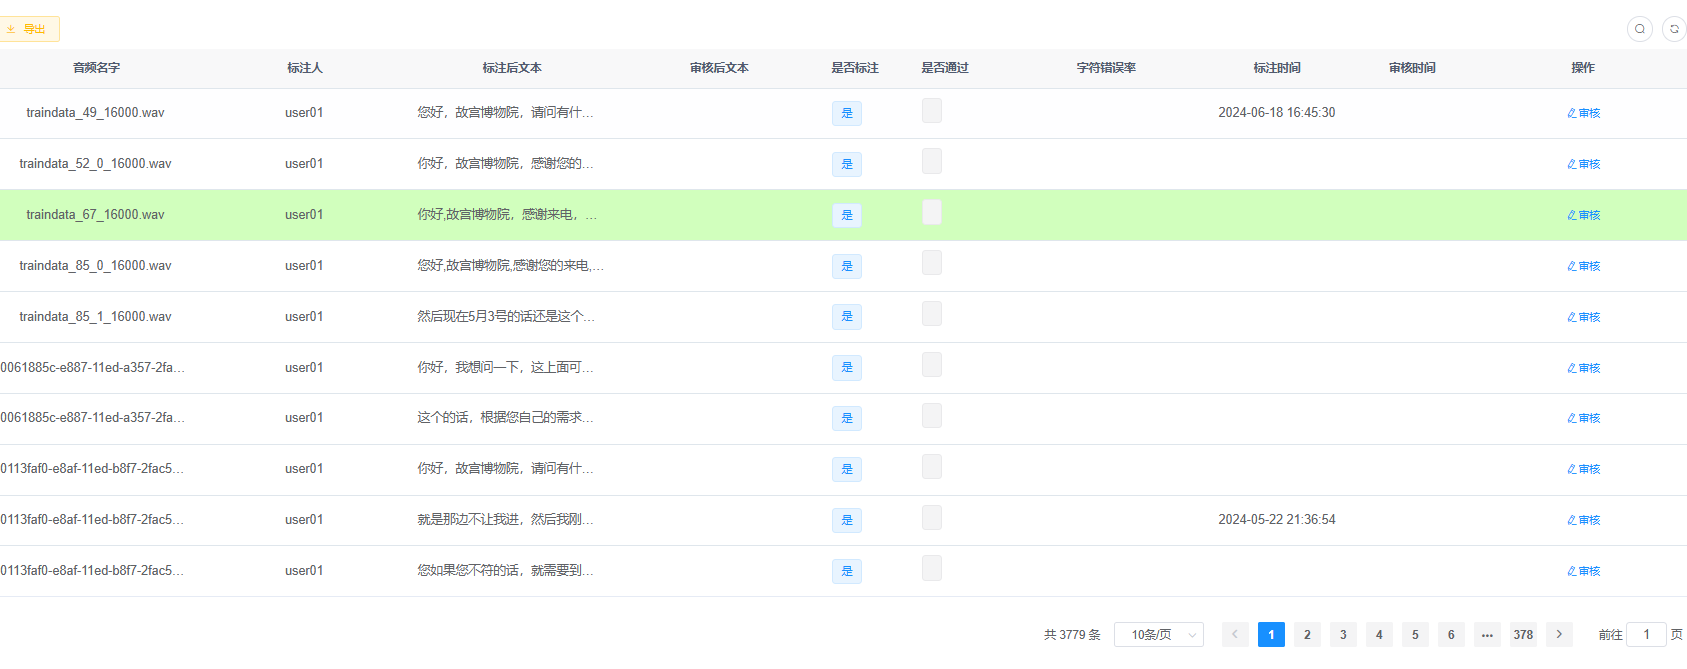 导出
音频名字 标注人 标注后文本 审核后文本 是否标注 是否通过 字符错误率 标注时间 审核时间 操作
traindata_49_16000.wav user01 您好，故宫博物院，请问有什... 是 2024-06-18 16:45:30 审核
traindata_52_0_16000.wav user01 你好，故宫博物院，感谢您的... 是 审核
traindata_67_16000.wav user01 你好,故宫博物院，感谢来电，... 是 审核
traindata_85_0_16000.wav user01 您好,故宫博物院,感谢您的来电,... 是 审核
traindata_85_1_16000.wav user01 然后现在5月3号的话还是这个... 是 审核
0061885c-e887-11ed-a357-2fa... user01 你好，我想问一下，这上面可... 是 审核
0061885c-e887-11ed-a357-2fa... user01 这个的话，根据您自己的需求... 是 审核
0113faf0-e8af-11ed-b8f7-2fac5... user01 你好，故宫博物院，请问有什... 是 审核
0113faf0-e8af-11ed-b8f7-2fac5... user01 就是那边不让我进，然后我刚... 是 2024-05-22 21:36:54 审核
0113faf0-e8af-11ed-b8f7-2fac5... user01 您如果您不符的话，就需要到... 是 审核
共 3779 条 10条/页 < 1 2 3 4 5 6 ... 378 > 前往 1 页